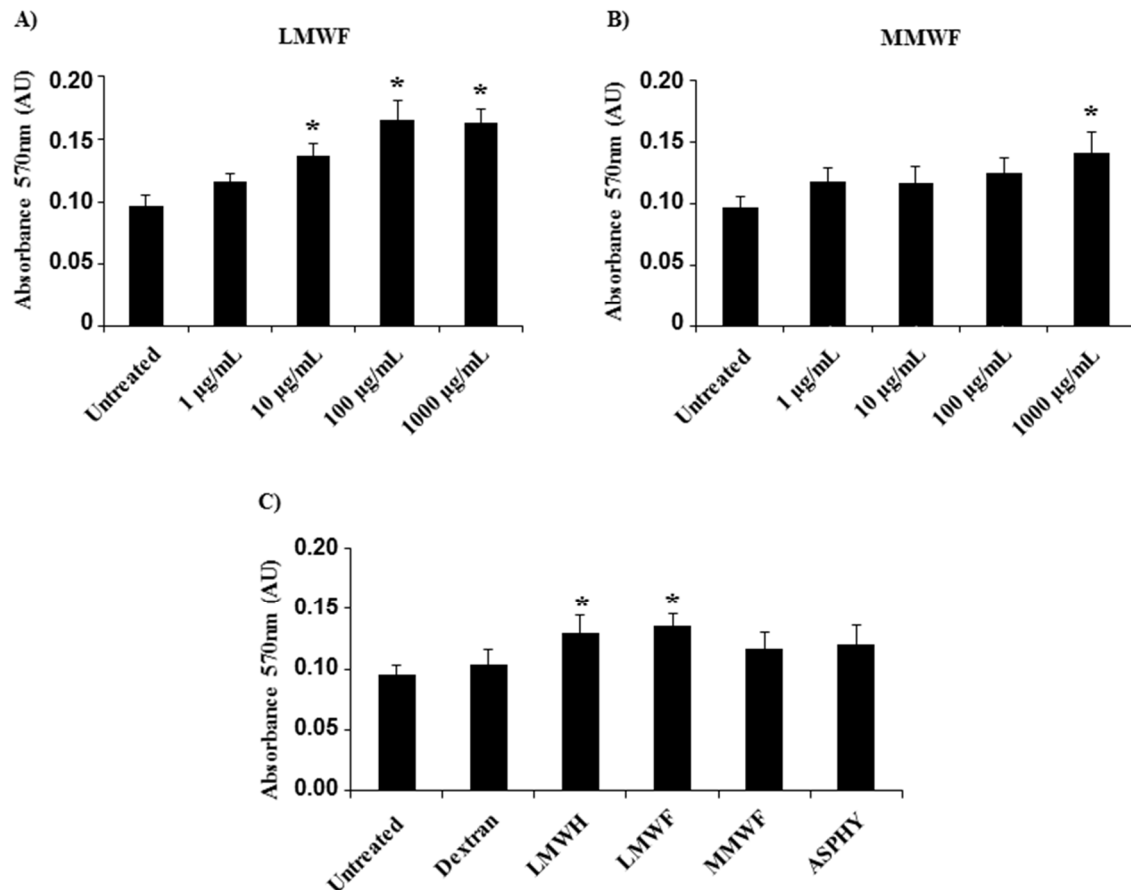 A)
LMWF
Absorbance 570nm (AU)
0.20
0.15
0.10
0.05
0
*
*
*
Untreated
1 µg/mL
10 µg/mL
100 µg/mL
1000 µg/mL
B)
MMWF
Absorbance 570nm (AU)
0.20
0.15
0.10
0.05
0
*
Untreated
1 µg/mL
10 µg/mL
100 µg/mL
1000 µg/mL
C)
Absorbance 570nm (AU)
0.20
0.15
0.10
0.05
0.00
*
*
Untreated
Dextran
LMWH
LMWF
MMWF
ASPHY